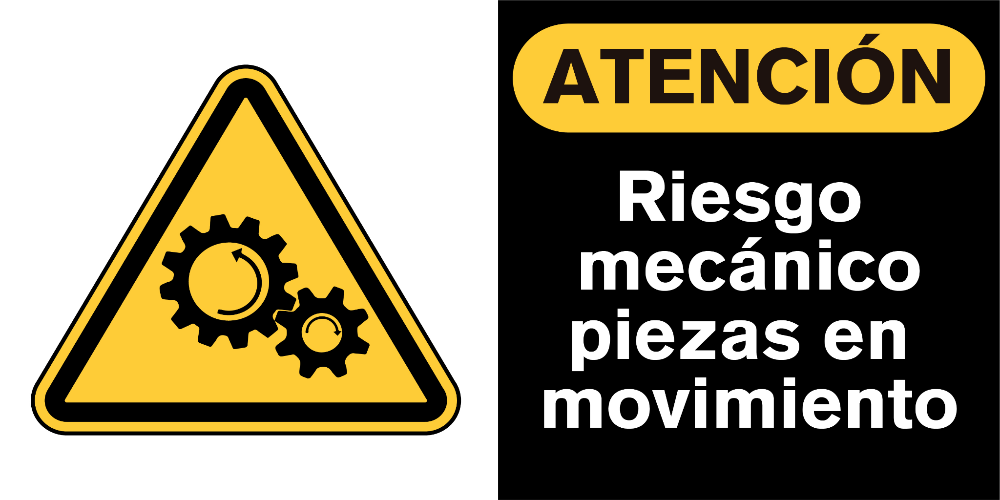 ATENCIÓN
Riesgo
mecánico
piezas en
movimiento